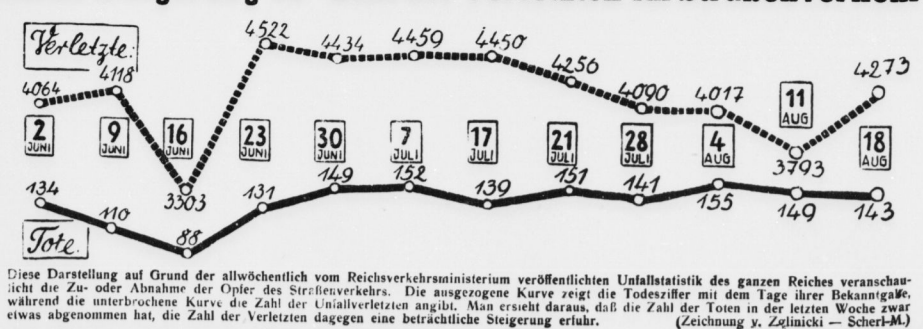 Verletzte:
4064 4118 3303 4522 4434 4459 4450 4256 4090 4017 3793 4273
2 JUNI 9 JUNI 16 JUNI 23 JUNI 30 JUNI 7 JULI 17 JULI 21 JULI 28 JULI 4 AUG 11 AUG 18 AUG
134 110 88 131 149 152 139 151 141 155 149 143
Tote.
Diese Darstellung auf Grund der allwöchentlich vom Reichsverkehrsministerium veröffentlichten Unfallstatistik des ganzen Reiches veranschau-
licht die Zu- oder Abnahme der Opfer des Straßenverkehrs. Die ausgezogene Kurve zeigt die Todesziffer mit dem Tage ihrer Bekanntgabe,
während die unterbrochene Kurve die Zahl der Unfallverletzten angibt. Man ersieht daraus, daß die Zahl der Toten in der letzten Woche zwar
etwas abgenommen hat, die Zahl der Verletzten dagegen eine beträchtliche Steigerung erfuhr. (Zeichnung v. Zglinicki — Scherl-M.)